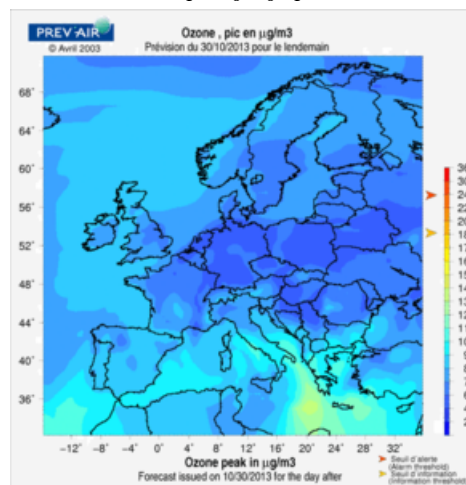 PREV'AIR
© Avril 2003
Ozone , pic en µg/m3
Prévision du 30/10/2013 pour le lendemain
68°
64°
60°
56°
52°
48°
44°
40°
36°
-12° -8° -4° 0° 4° 8° 12° 16° 20° 24° 28° 32°
Ozone peak in µg/m3
Forecast issued on 10/30/2013 for the day after
Seuil d'alerte
(Alarm threshold)
Seuil d'information
(Information threshold)